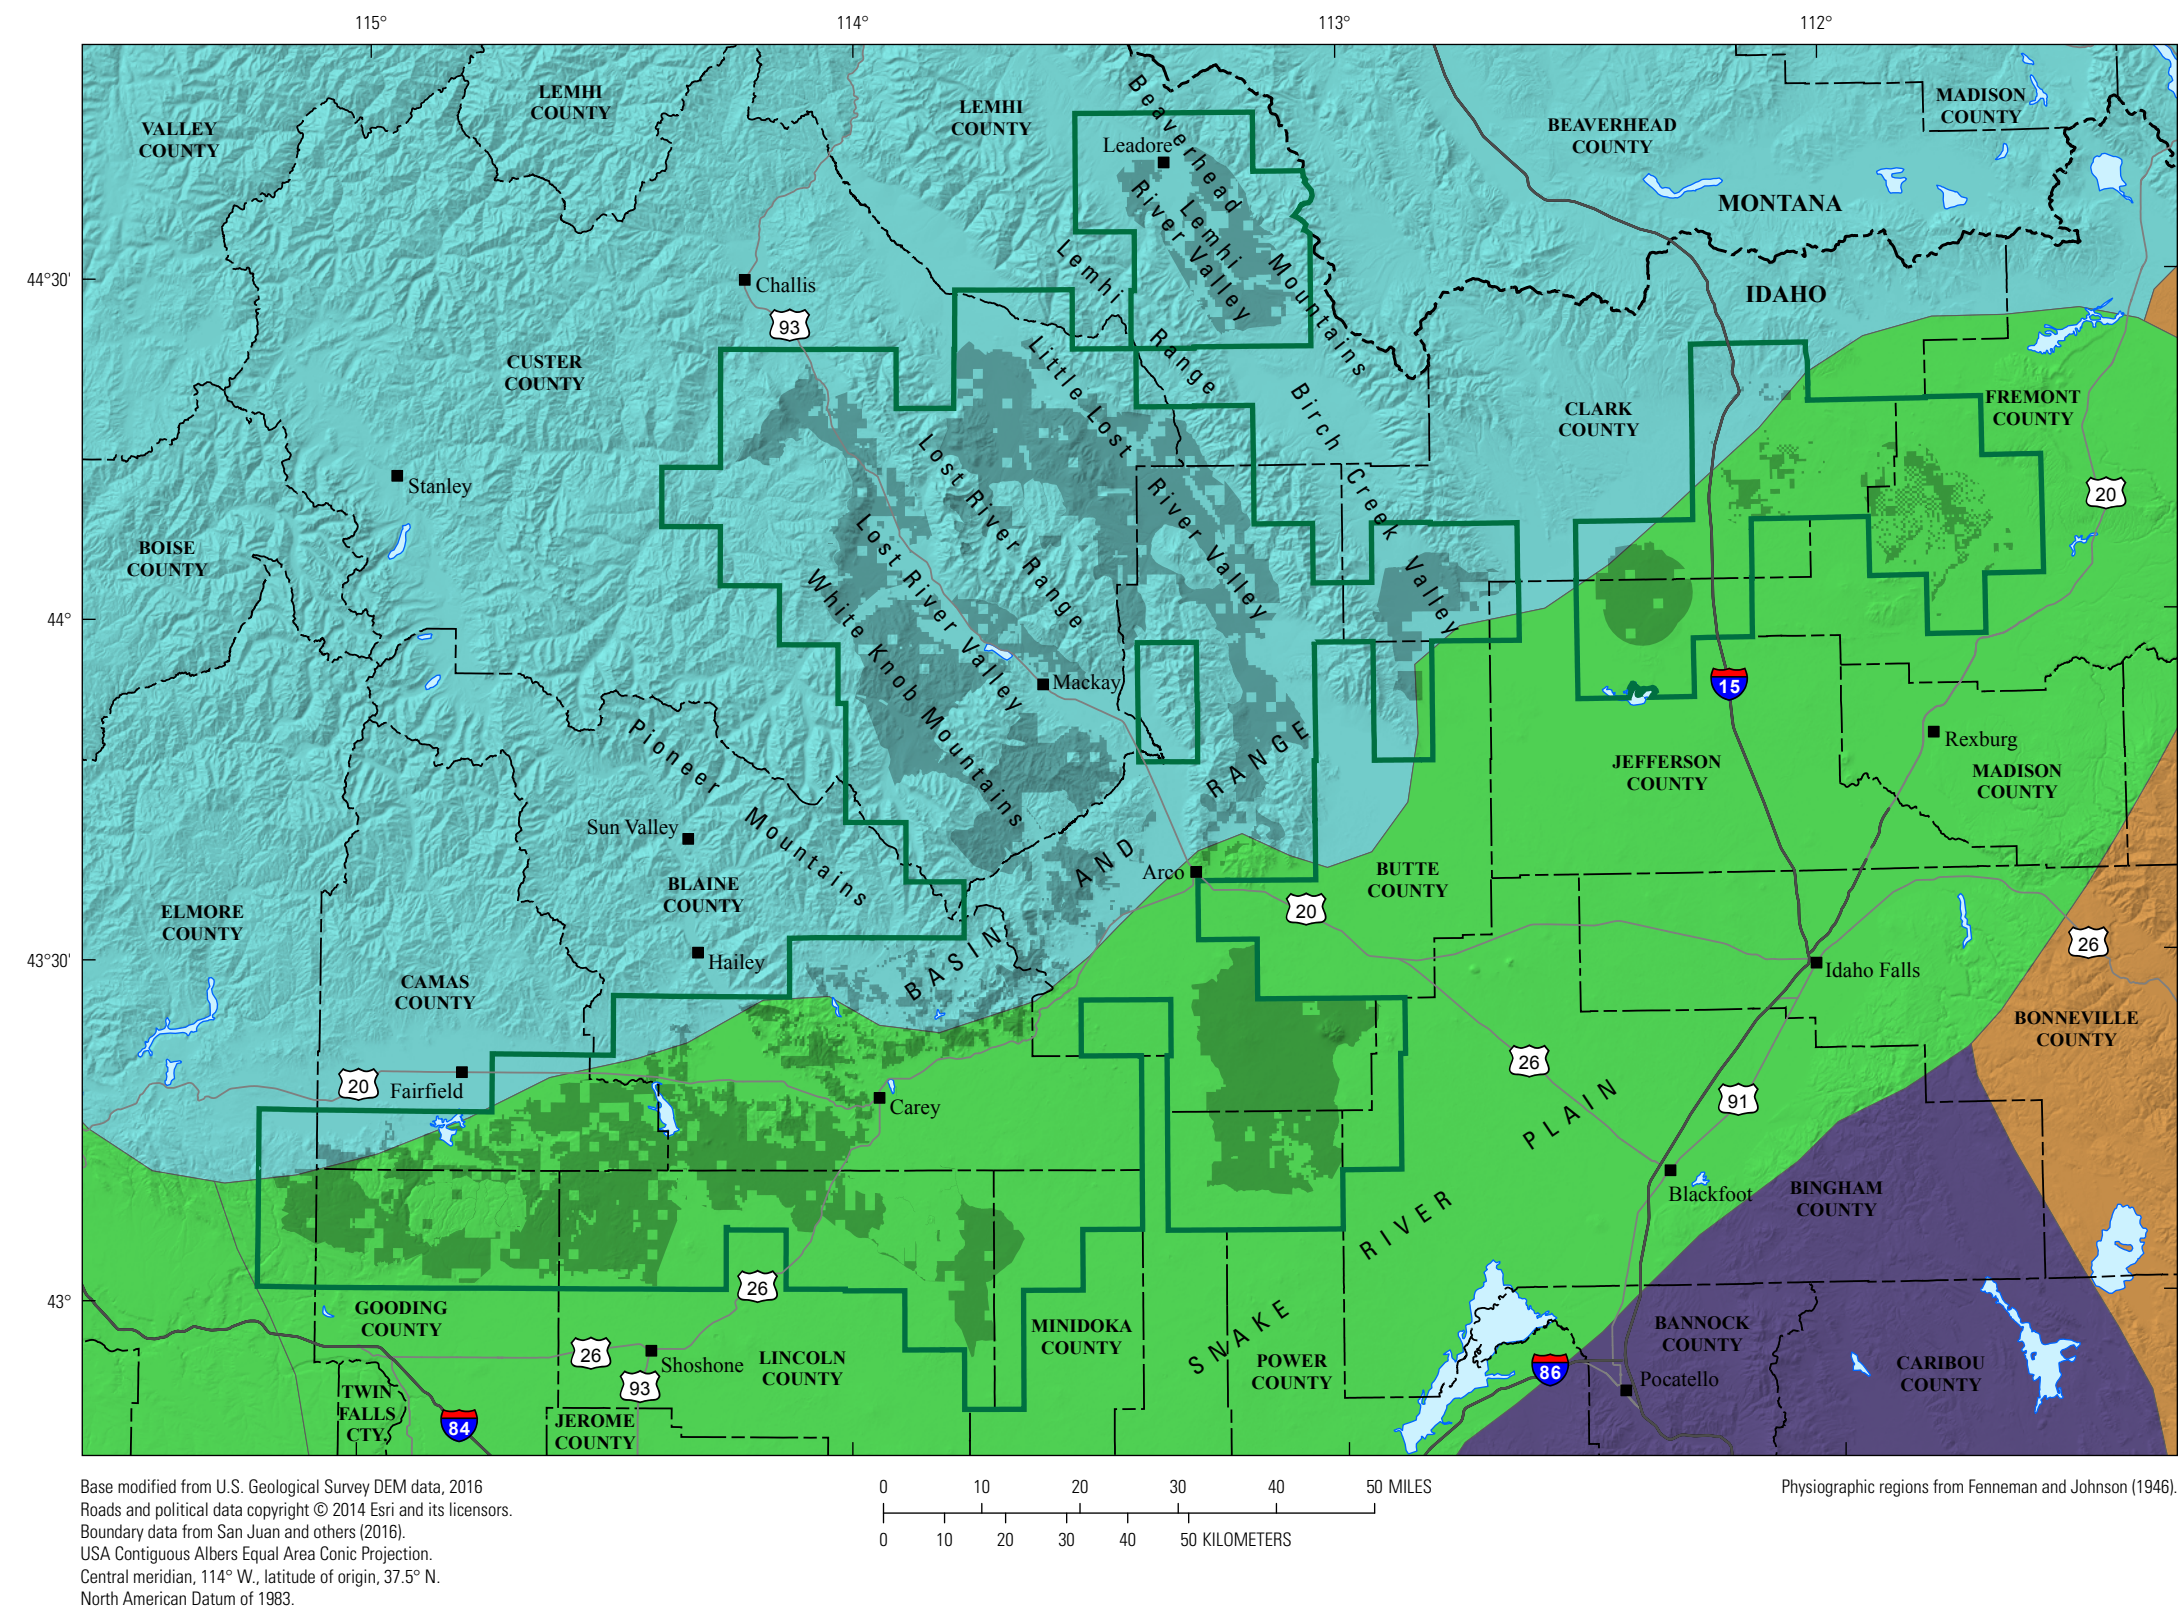 115°
114°
113°
112°
44°30'
44°
43°30'
43°
VALLEY
COUNTY
LEMHI
COUNTY
LEMHI
COUNTY
Beaverhead Mountains
Leadore
Lemhi
River Valley
River Valley
BEAVERHEAD
COUNTY
MADISON
COUNTY
MONTANA
IDAHO
Challis
93
Lemhi Range
CUSTER
COUNTY
Little Lost River Valley
Birch Creek Valley
CLARK
COUNTY
FREMONT
COUNTY
20
Stanley
Lost River Range
Lost River Valley
BOISE
COUNTY
White Knob Mountains
Mackay
15
Rexburg
JEFFERSON
COUNTY
MADISON
COUNTY
Pioneer Mountains
Sun Valley
BLAINE
COUNTY
BASIN AND RANGE
Arco
BUTTE
COUNTY
20
ELMORE
COUNTY
Hailey
26
Idaho Falls
CAMAS
COUNTY
BONNEVILLE
COUNTY
20
Fairfield
Carey
26
91
SNAKE RIVER PLAIN
Blackfoot
BINGHAM
COUNTY
26
GOODING
COUNTY
26
Shoshone
93
LINCOLN
COUNTY
MINIDOKA
COUNTY
POWER
COUNTY
86
BANNOCK
COUNTY
Pocatello
CARIBOU
COUNTY
TWIN
FALLS
CTY.
84
JEROME
COUNTY
Base modified from U.S. Geological Survey DEM data, 2016
Roads and political data copyright © 2014 Esri and its licensors.
Boundary data from San Juan and others (2016).
USA Contiguous Albers Equal Area Conic Projection.
Central meridian, 114° W., latitude of origin, 37.5° N.
North American Datum of 1983.
0 10 20 30 40 50 MILES
0 10 20 30 40 50 KILOMETERS
Physiographic regions from Fenneman and Johnson (1946).